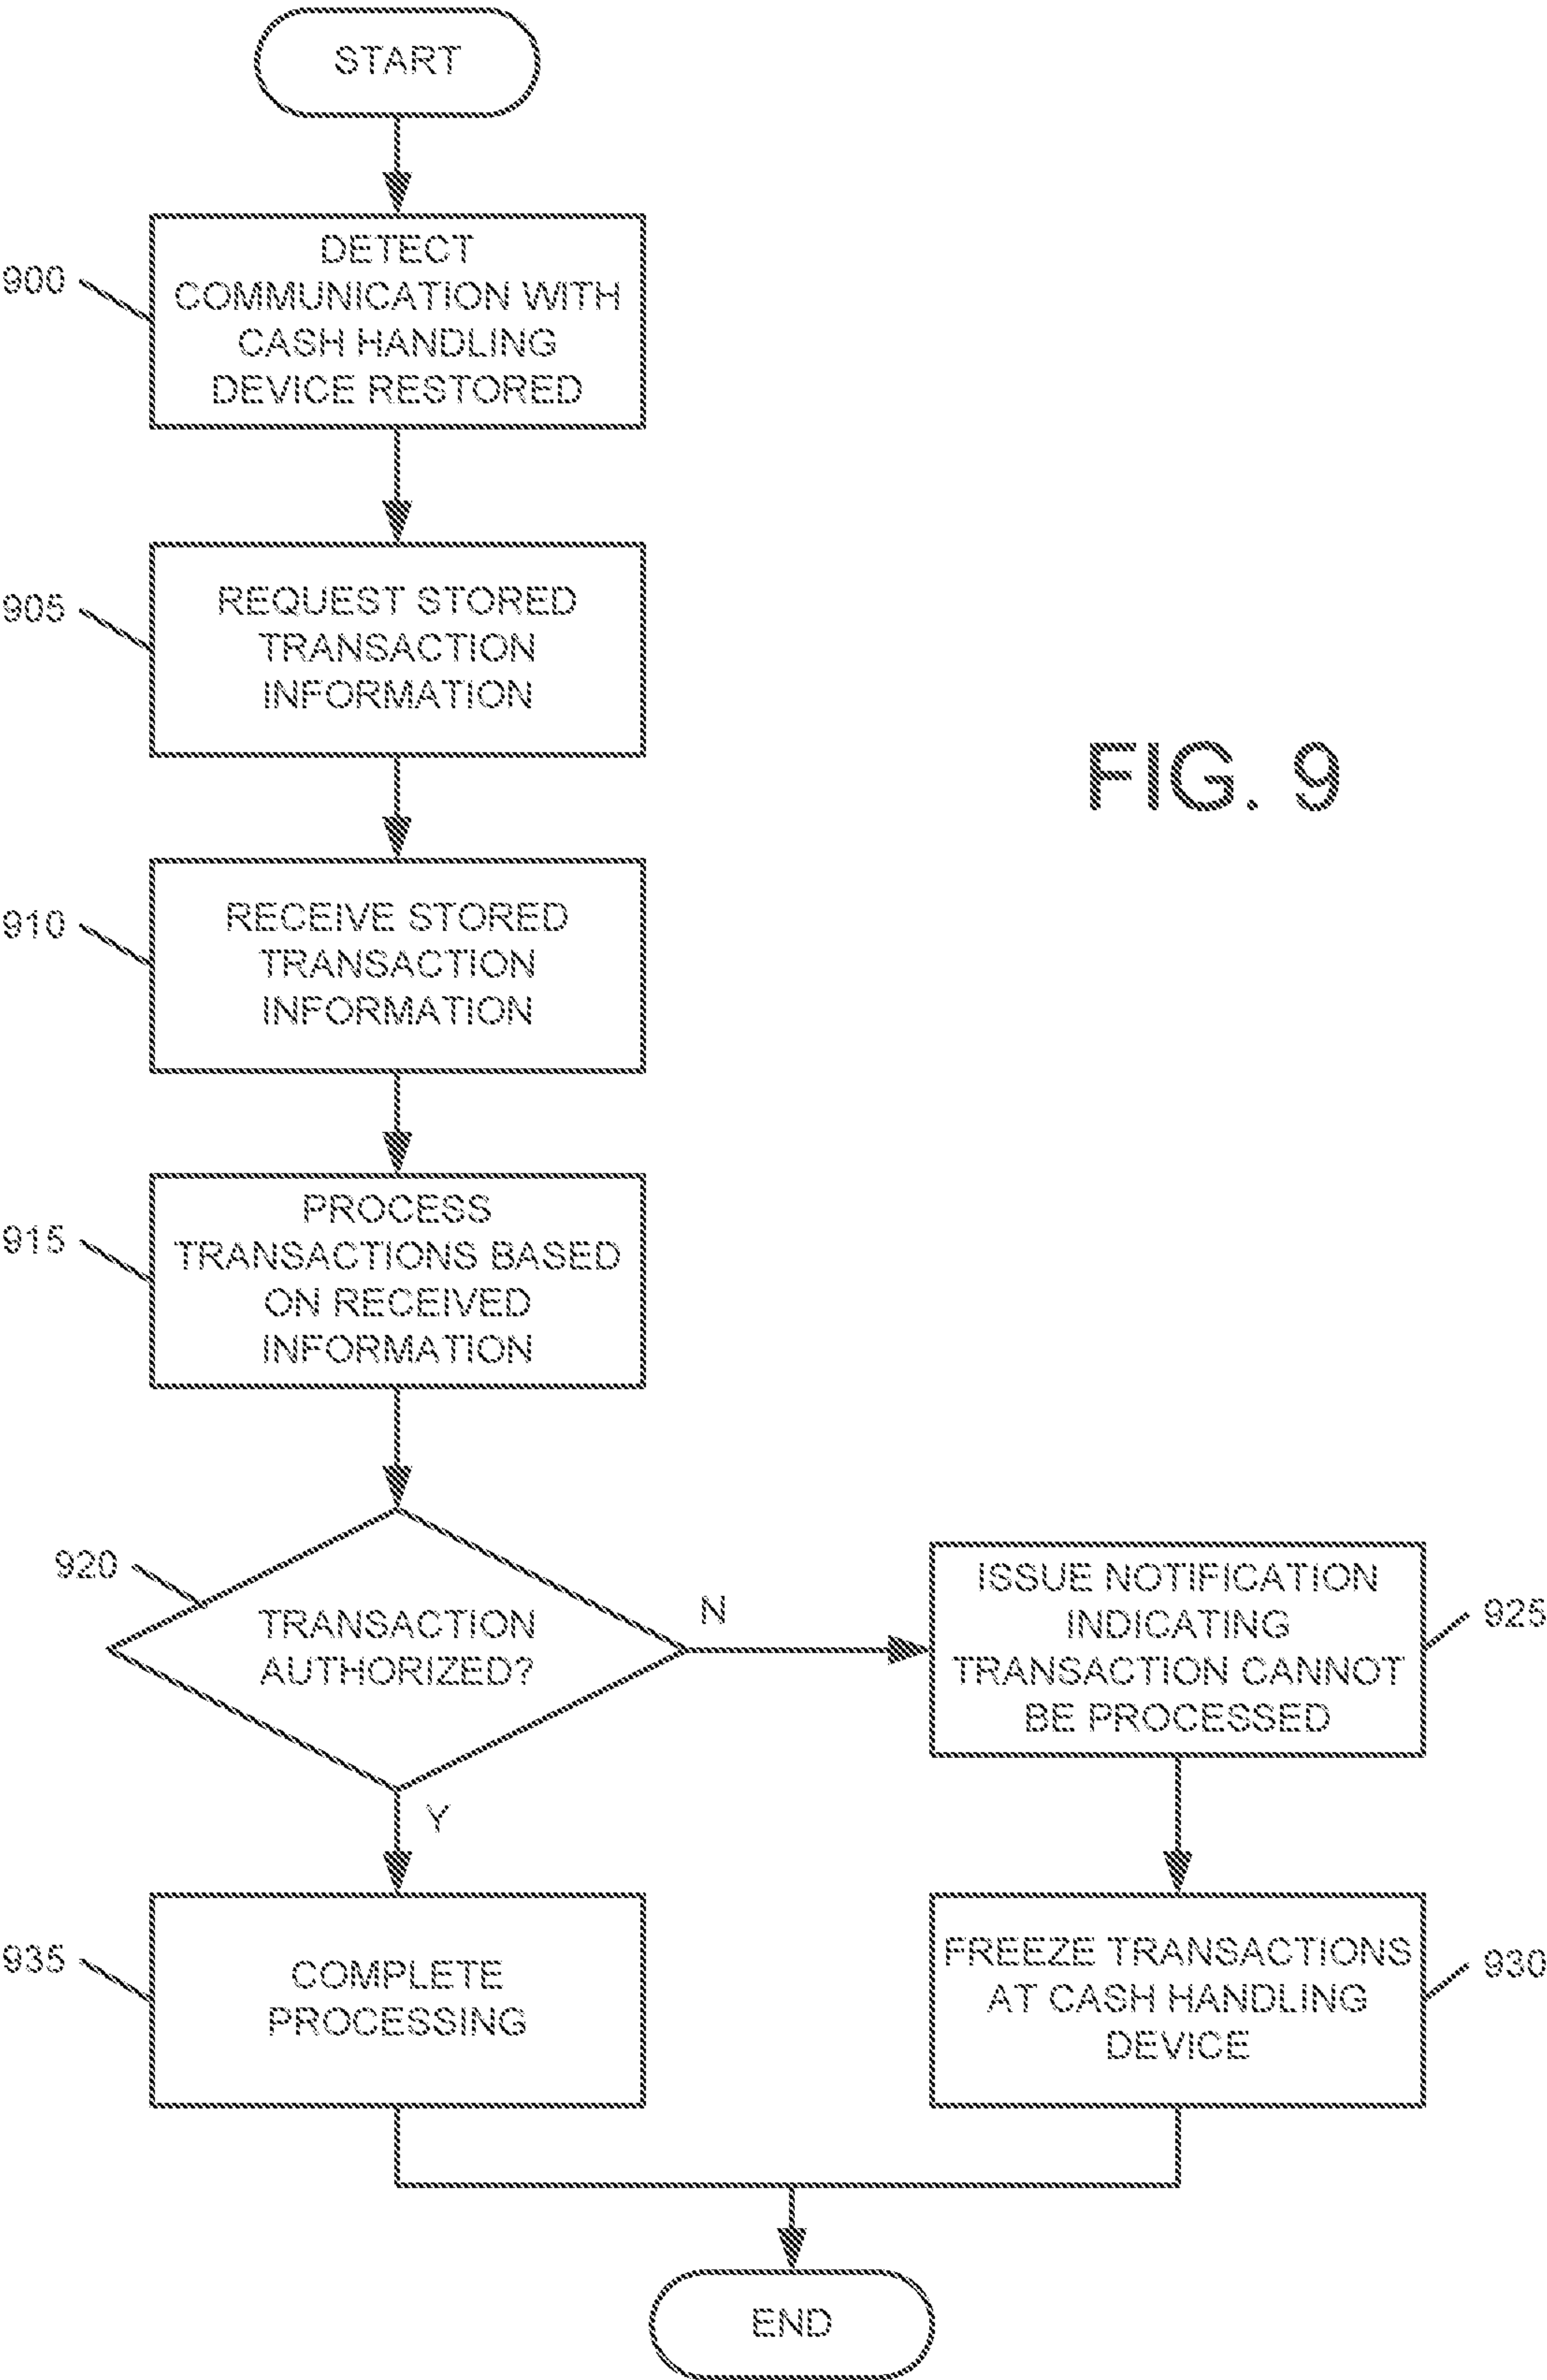 START
900
DETECT
COMMUNICATION WITH
CASH HANDLING
DEVICE RESTORED
905
REQUEST STORED
TRANSACTION
INFORMATION
FIG. 9
910
RECEIVE STORED
TRANSACTION
INFORMATION
915
PROCESS
TRANSACTIONS BASED
ON RECEIVED
INFORMATION
920
TRANSACTION
AUTHORIZED?
N
Y
925
ISSUE NOTIFICATION
INDICATING
TRANSACTION CANNOT
BE PROCESSED
935
COMPLETE
PROCESSING
930
FREEZE TRANSACTIONS
AT CASH HANDLING
DEVICE
END